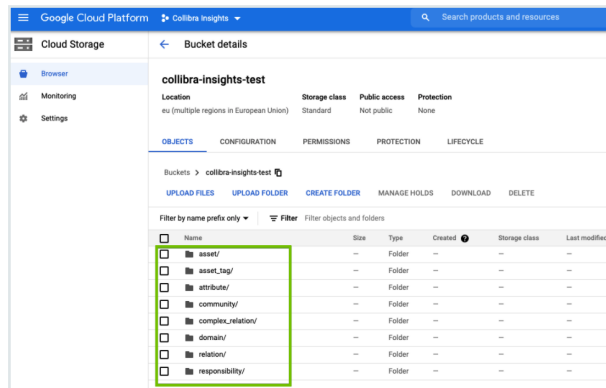 Google Cloud Platform Collibra Insights Search products and resources
Cloud Storage Bucket details
Browser
Monitoring
Settings
collibra-insights-test
Location Storage class Public access Protection
eu (multiple regions in European Union) Standard Not public None
OBJECTS CONFIGURATION PERMISSIONS PROTECTION LIFECYCLE
Buckets > collibra-insights-test
UPLOAD FILES UPLOAD FOLDER CREATE FOLDER MANAGE HOLDS DOWNLOAD DELETE
Filter by name prefix only Filter Filter objects and folders
Name Size Type Created Storage class Last modified
asset/ — Folder — — —
asset_tag/ — Folder — — —
attribute/ — Folder — — —
community/ — Folder — — —
complex_relation/ — Folder — — —
domain/ — Folder — — —
relation/ — Folder — — —
responsibility/ — Folder — — —